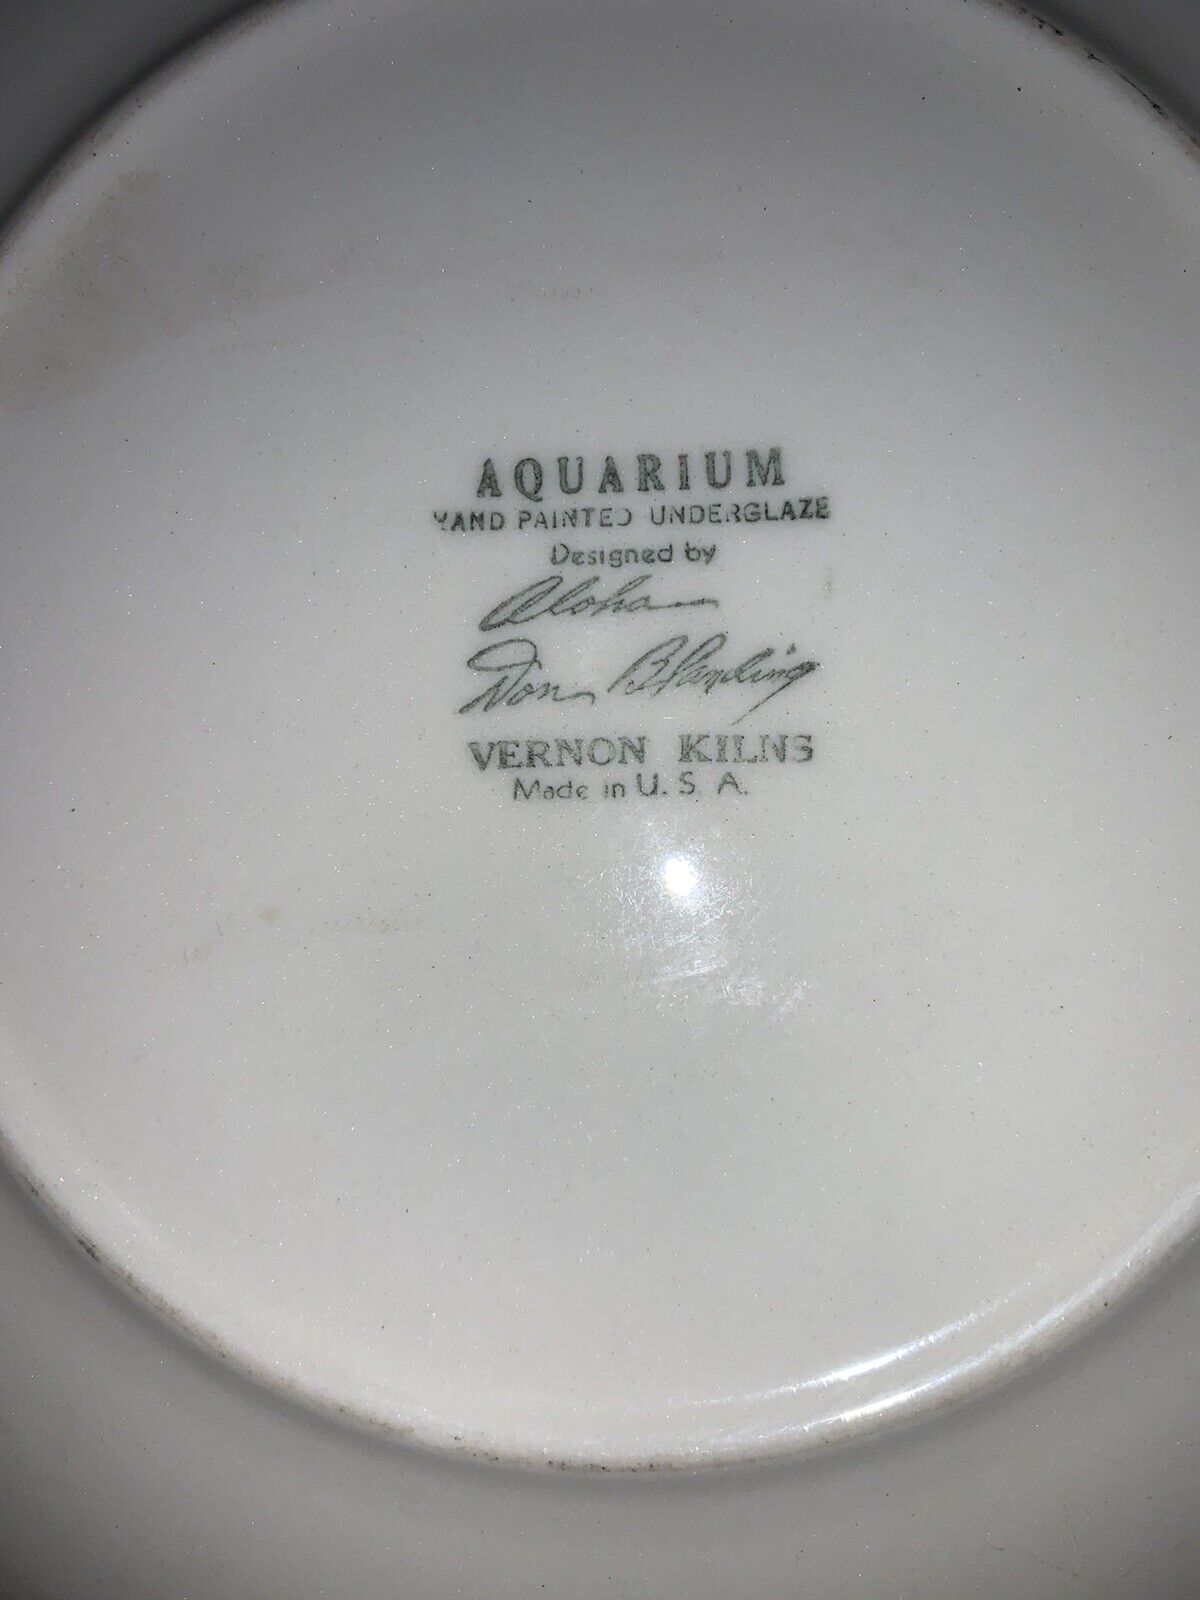 AQUARIUM
HAND PAINTED UNDERGLAZE
Designed by
Aloha
Don Blanding
VERNON KILNS
Made in U. S. A.